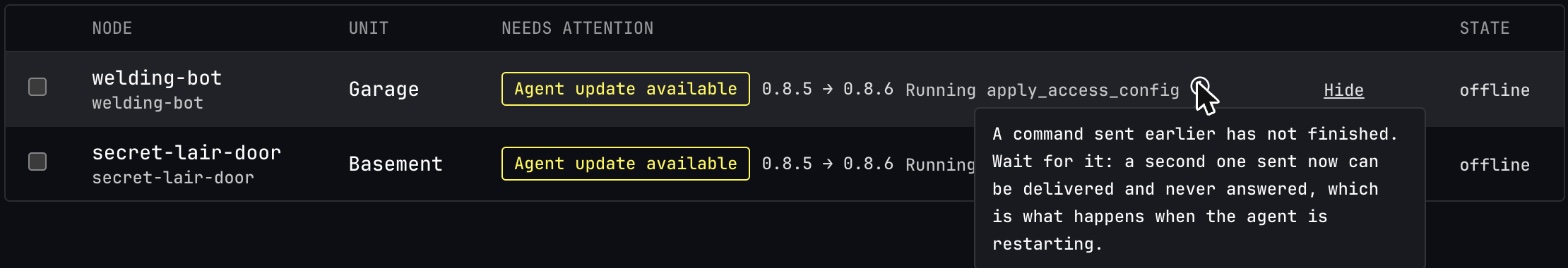 NODE UNIT NEEDS ATTENTION STATE
welding-bot
welding-bot
Garage
Agent update available 0.8.5 → 0.8.6 Running apply_access_config
Hide
offline
secret-lair-door
secret-lair-door
Basement
Agent update available 0.8.5 → 0.8.6 Running
offline
A command sent earlier has not finished.
Wait for it: a second one sent now can
be delivered and never answered, which
is what happens when the agent is
restarting.